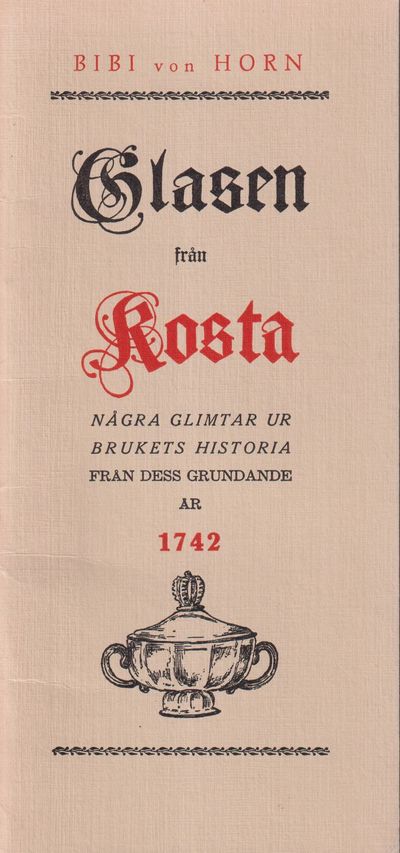 BIBI von HORN
Glasen
från
Kosta
NÅGRA GLIMTAR UR
BRUKETS HISTORIA
FRÅN DESS GRUNDANDE
ÅR
1742